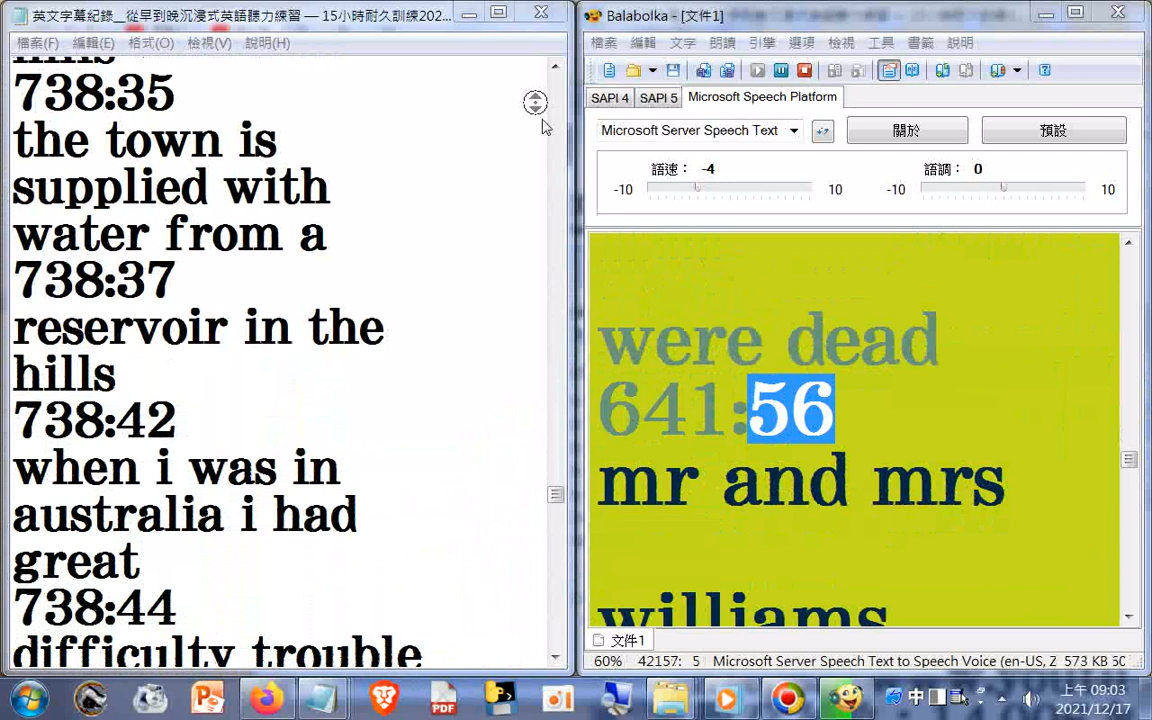 英文字幕紀錄__從早到晚沉浸式英語聽力練習 — 15小時耐久訓練202...
檔案(F) 編輯(E) 格式(O) 檢視(V) 說明(H)
hills
738:35
the town is
supplied with
water from a
738:37
reservoir in the
hills
738:42
when i was in
australia i had
great
738:44
difficulty trouble
Balabolka - [文件1]
檔案 編輯 文字 朗讀 引擎 選項 檢視 工具 書籤 說明
SAPI 4 SAPI 5 Microsoft Speech Platform
Microsoft Server Speech Text 關於 預設
語速： -4 語調： 0
-10 10 -10 10
were dead
641:56
mr and mrs
williams
文件1
60% 42157: 5 Microsoft Server Speech Text to Speech Voice (en-US, Z 573 KB
中 上午 09:03
2021/12/17